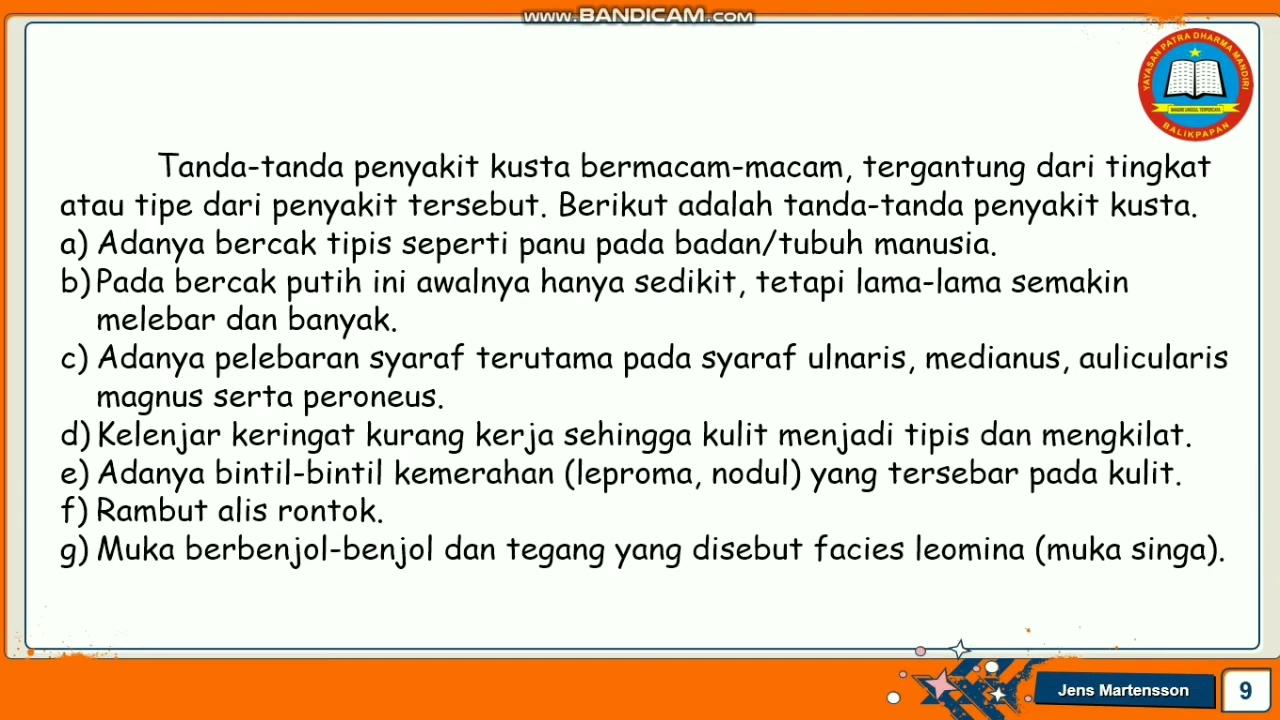 www.BANDICAM.com
YAYASAN PATRA DHARMA MANDIRI
BALIKPAPAN
Tanda-tanda penyakit kusta bermacam-macam, tergantung dari tingkat
atau tipe dari penyakit tersebut. Berikut adalah tanda-tanda penyakit kusta.
a) Adanya bercak tipis seperti panu pada badan/tubuh manusia.
b) Pada bercak putih ini awalnya hanya sedikit, tetapi lama-lama semakin
melebar dan banyak.
c) Adanya pelebaran syaraf terutama pada syaraf ulnaris, medianus, aulicularis
magnus serta peroneus.
d) Kelenjar keringat kurang kerja sehingga kulit menjadi tipis dan mengkilat.
e) Adanya bintil-bintil kemerahan (leproma, nodul) yang tersebar pada kulit.
f) Rambut alis rontok.
g) Muka berbenjol-benjol dan tegang yang disebut facies leomina (muka singa).
Jens Martensson
9